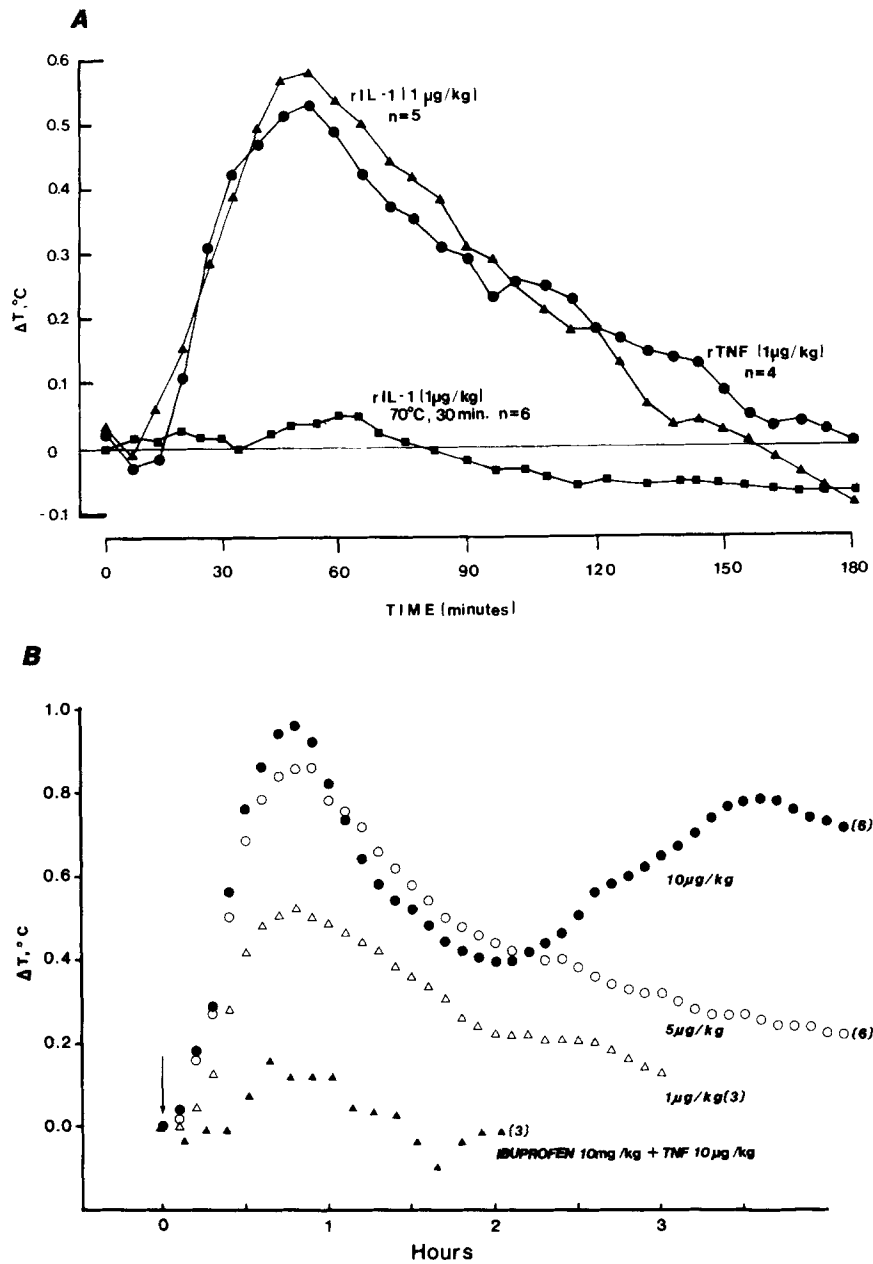 A
0.6
0.5
0.4
0.3
0.2
0.1
0
-0.1
ΔT,°C
rIL-1 (1 µg/kg)
n=5
rTNF (1µg/kg)
n=4
rIL-1 (1µg/kg)
70°C, 30 min. n=6
0 30 60 90 120 150 180
TIME (minutes)
B
1.0
0.8
0.6
0.4
0.2
0.0
ΔT,°C
(6)
10µg/kg
5µg/kg
(6)
1µg/kg(3)
(3)
IBUPROFEN 10mg/kg + TNF 10µg/kg
0 1 2 3
Hours